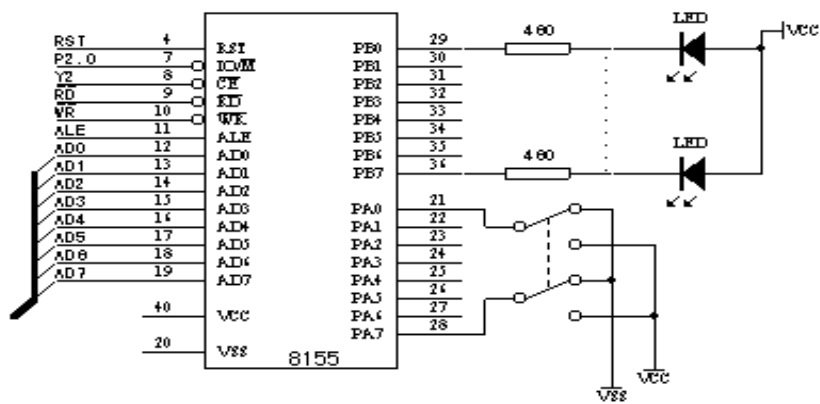 RST 4 RST
P2.0 7 IO/M
Y2 8 CE
RD 9 RD
WR 10 WR
ALE 11 ALE
AD0 12 AD0
AD1 13 AD1
AD2 14 AD2
AD3 15 AD3
AD4 16 AD4
AD5 17 AD5
AD6 18 AD6
AD7 19 AD7
40 VCC
20 VSS
8155
PB0 29
PB1 30
PB2 31
PB3 32
PB4 33
PB5 34
PB6 35
PB7 36
PA0 21
PA1 22
PA2 23
PA3 24
PA4 25
PA5 26
PA6 27
PA7 28
460
LED
VCC
460
LED
VSS
VCC